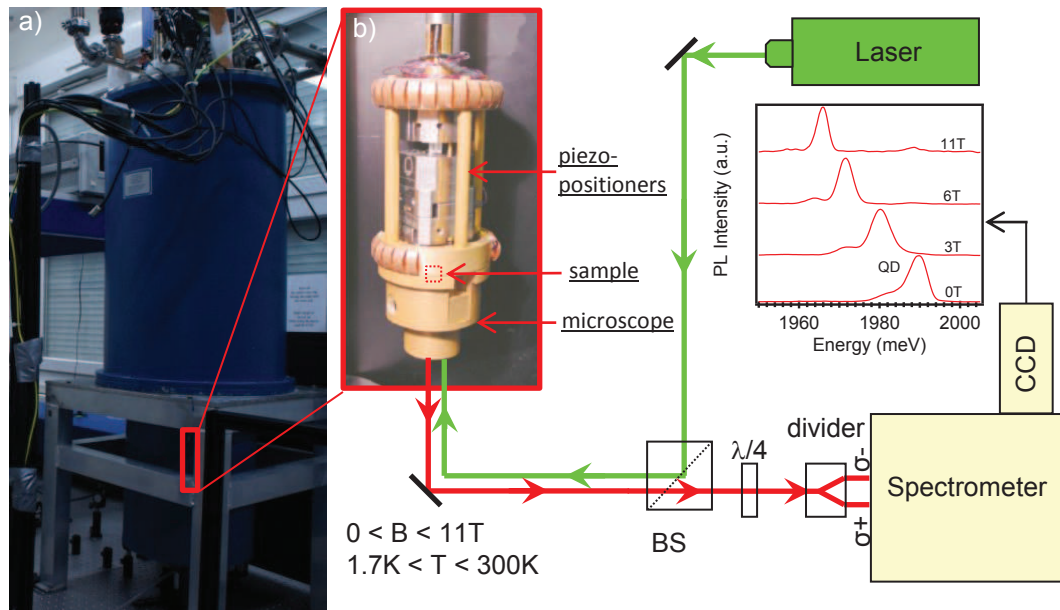 a)
b)
piezo-
positioners
sample
microscope
Laser
PL Intensity (a.u.)
11T
6T
3T
QD
0T
1960 1980 2000
Energy (meV)
CCD
divider
λ/4
σ-
σ+
Spectrometer
BS
0 < B < 11T
1.7K < T < 300K